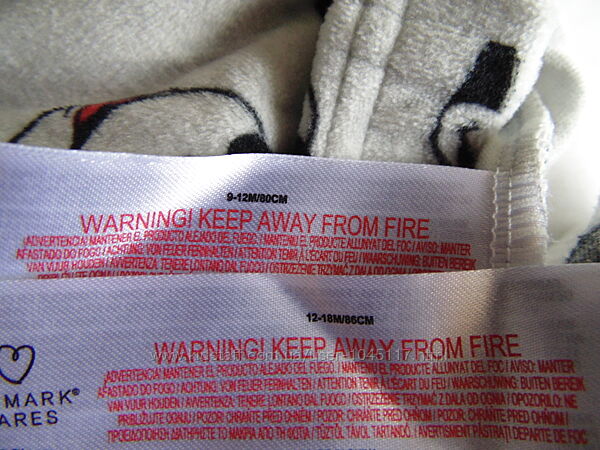 9-12M/80CM
WARNING! KEEP AWAY FROM FIRE
¡ADVERTENCIA! MANTENER EL PRODUCTO ALEJADO DEL FUEGO. / MANTENIU EL PRODUCTE ALLUNYAT DEL FOC / AVISO: MANTER
AFASTADO DO FOGO / ACHTUNG: VON FEUER FERNHALTEN / ATTENTION TENIR À L'ÉCART DU FEU / WAARSCHUWING: BUITEN BEREIK
VAN VUUR HOUDEN / AVVERTENZA: TENERE LONTANO DAL FUOCO / OSTRZEŻENIE TRZYMAĆ Z DALA OD OGNIA
12-18M/86CM
WARNING! KEEP AWAY FROM FIRE
¡ADVERTENCIA! MANTENER EL PRODUCTO ALEJADO DEL FUEGO. / MANTENIU EL PRODUCTE ALLUNYAT DEL FOC / AVISO: MANTER
AFASTADO DO FOGO / ACHTUNG: VON FEUER FERNHALTEN / ATTENTION TENIR À L'ÉCART DU FEU / WAARSCHUWING: BUITEN BEREIK
VAN VUUR HOUDEN / AVVERTENZA: TENERE LONTANO DAL FUOCO / OSTRZEŻENIE TRZYMAĆ Z DALA OD OGNIA / OPOZORILO: NE
PRIBLIŽUJTE OGNJU / POZOR: CHRAŇTE PŘED OHNĚM / POZOR: CHRÁNTE PRED OHŇOM /
ΠΡΟΕΙΔΟΠΟΙΗΣΗ ΔΙΑΤΗΡΗΣΤΕ ΤΟ ΜΑΚΡΙΑ ΑΠΟ ΤΗ ΦΩΤΙΑ / TŰZTŐL TÁVOL TARTANDÓ. / AVERTISMENT PĂSTRAȚI DEPARTE DE FOC
MARK®
ARES